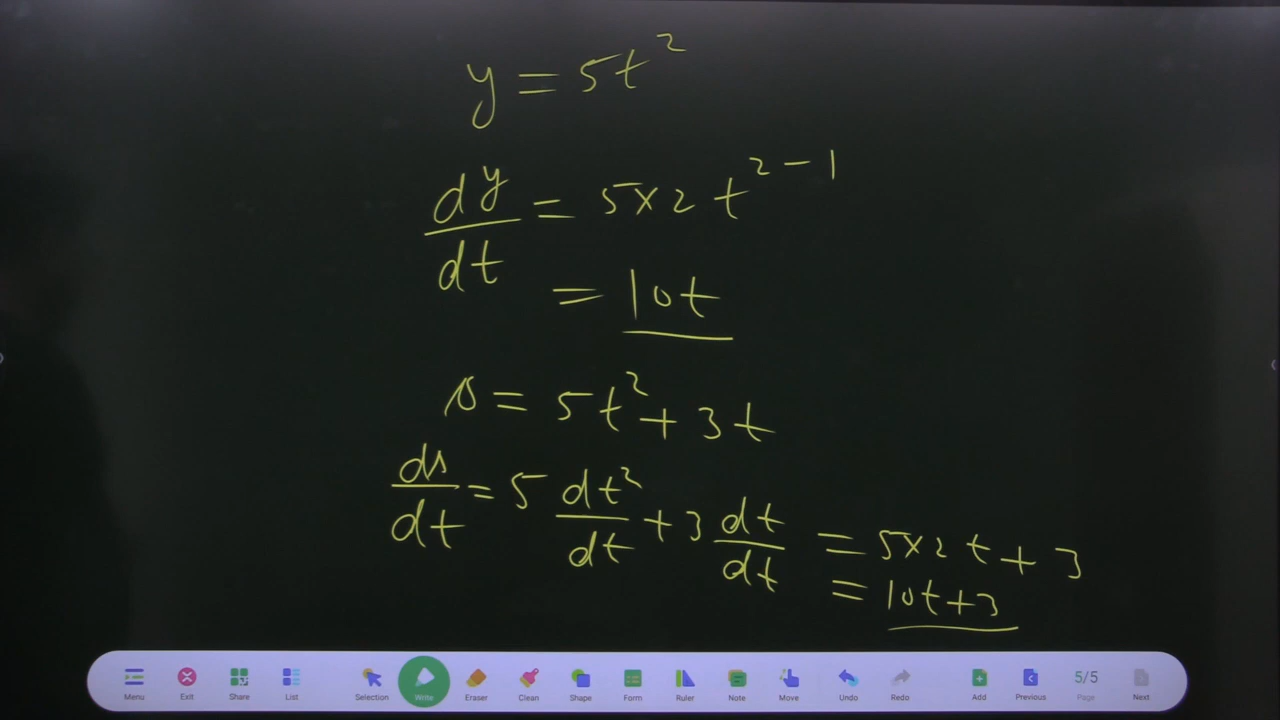 y = 5t²
dy/dt = 5×2 t²⁻¹
= 10t
s = 5t² + 3t
ds/dt = 5 dt²/dt + 3 dt/dt = 5×2 t + 3
= 10t+3
Menu Exit Share List Selection Write Eraser Clean Shape Form Ruler Note Move Undo Redo Add Previous 5/5 Page Next